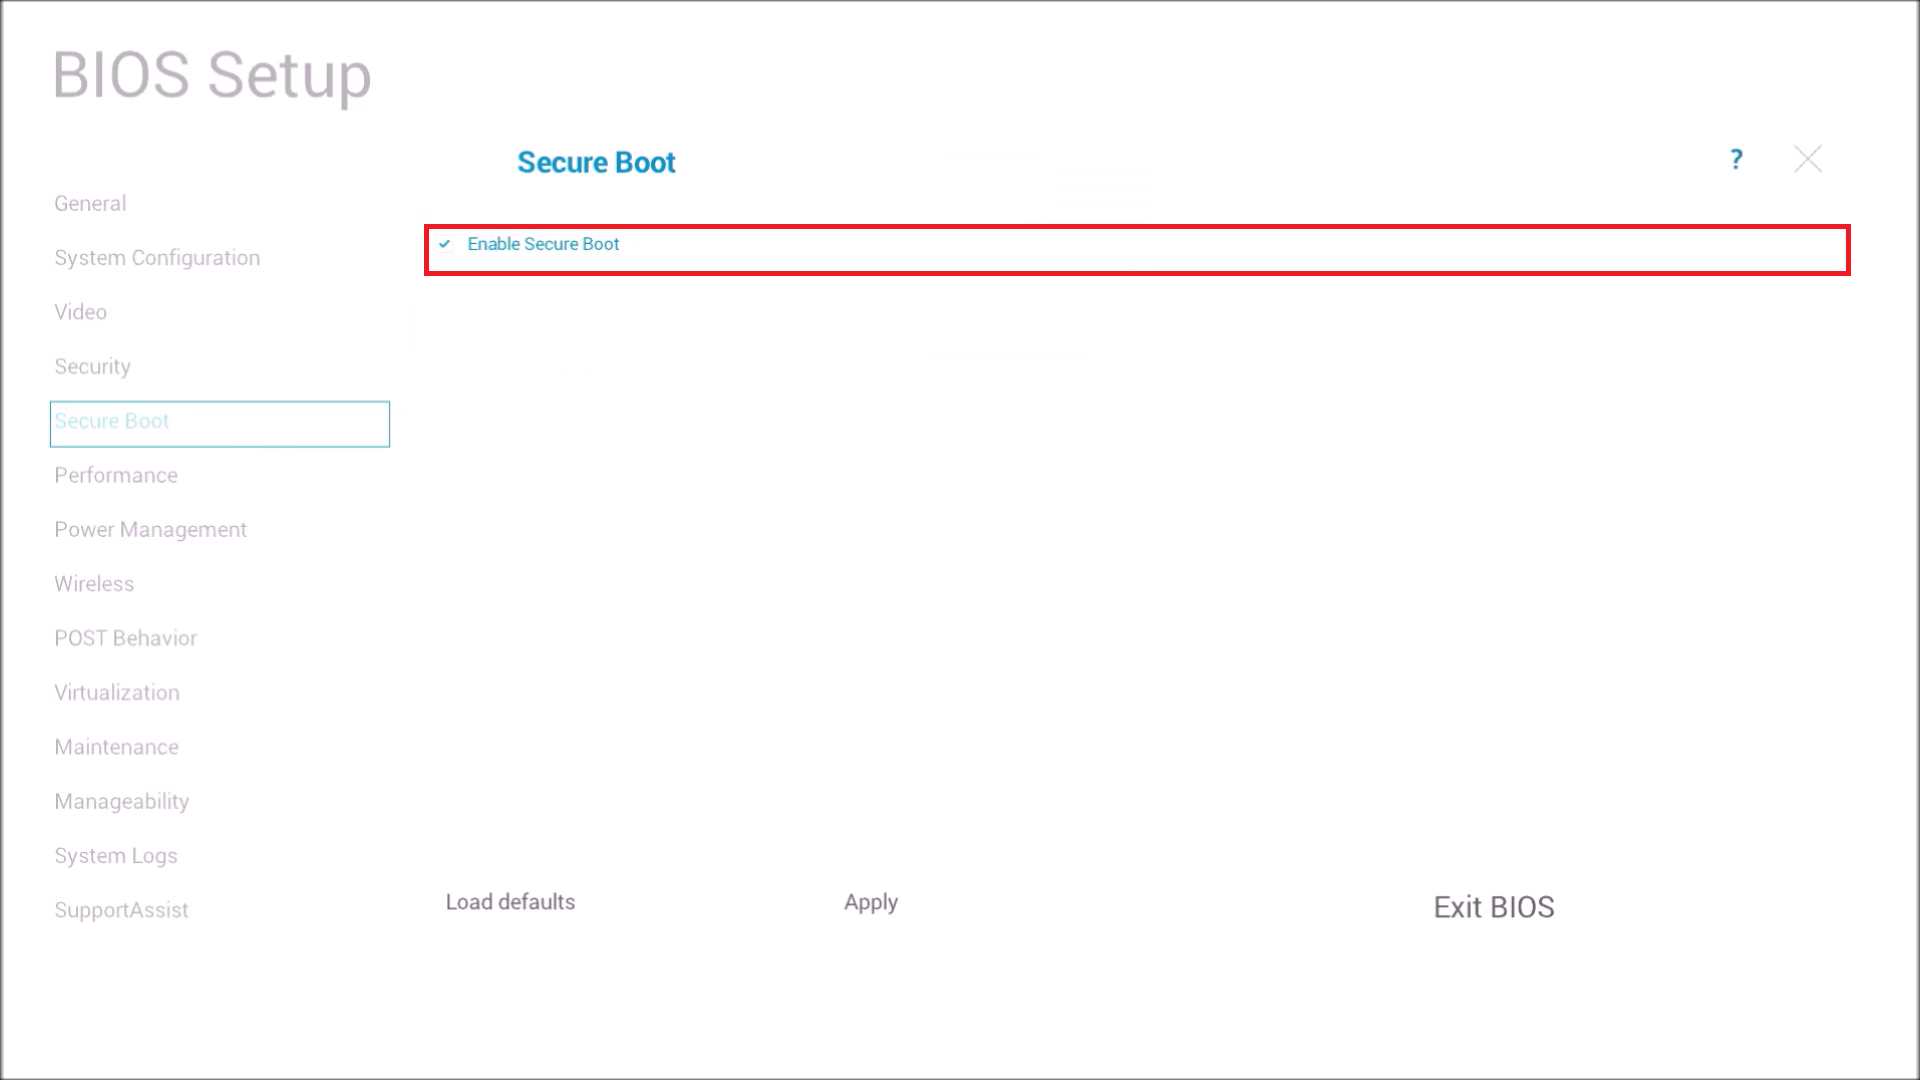 BIOS Setup
Secure Boot
?
General
Enable Secure Boot
System Configuration
Video
Security
Secure Boot
Performance
Power Management
Wireless
POST Behavior
Virtualization
Maintenance
Manageability
System Logs
SupportAssist
Load defaults
Apply
Exit BIOS